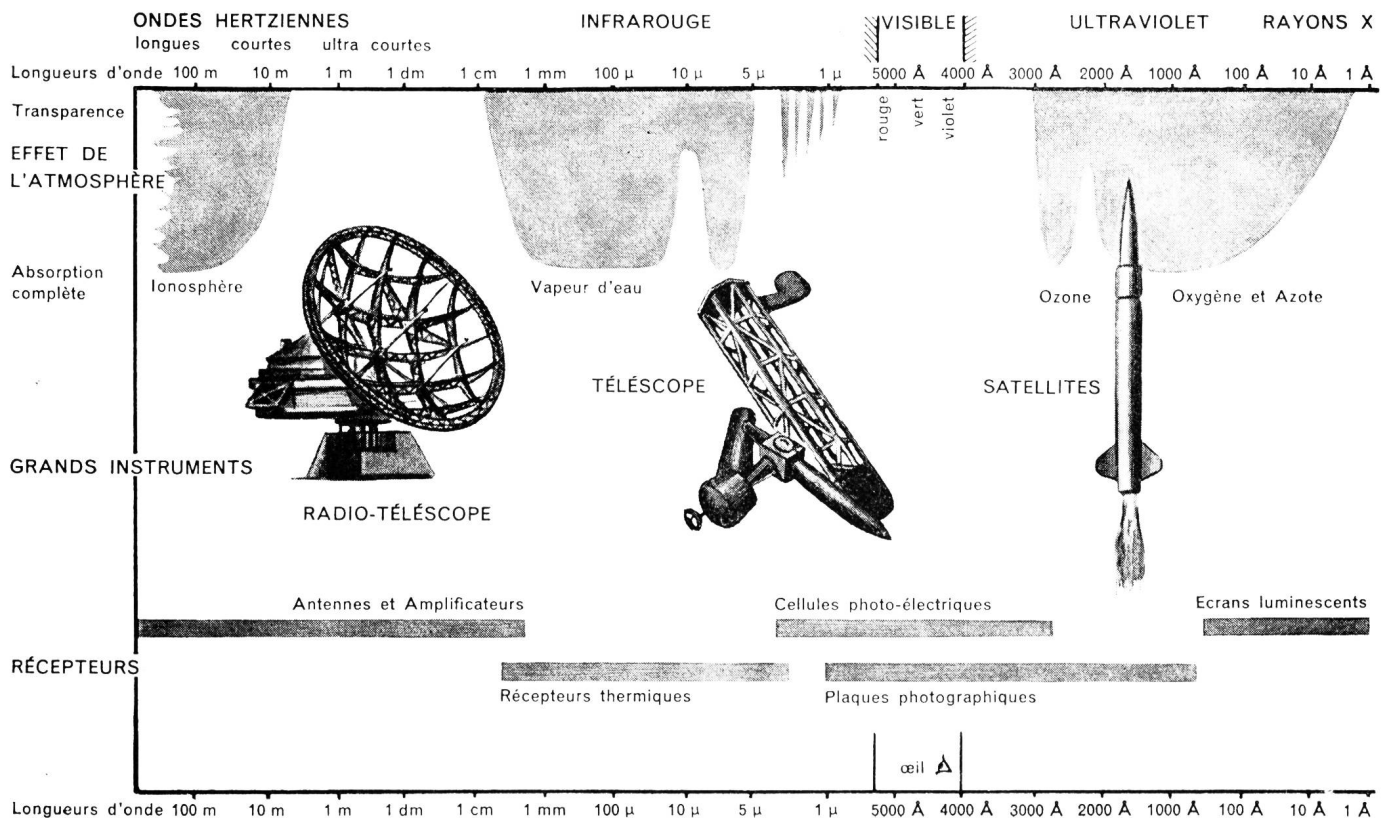 ONDES HERTZIENNES INFRAROUGE VISIBLE ULTRAVIOLET RAYONS X
longues courtes ultra courtes
Longueurs d'onde 100 m 10 m 1 m 1 dm 1 cm 1 mm 100 µ 10 µ 5 µ 1 µ 5000 Å 4000 Å 3000 Å 2000 Å 1000 Å 100 Å 10 Å 1 Å
Transparence
rouge
vert
violet
EFFET DE
L'ATMOSPHÈRE
Absorption
complète
Ionosphère
Vapeur d'eau
Ozone
Oxygène et Azote
TÉLÉSCOPE
SATELLITES
GRANDS INSTRUMENTS
RADIO-TÉLÉSCOPE
Antennes et Amplificateurs
Cellules photo-électriques
Ecrans luminescents
RÉCEPTEURS
Récepteurs thermiques
Plaques photographiques
œil
Longueurs d'onde 100 m 10 m 1 m 1 dm 1 cm 1 mm 100 µ 10 µ 5 µ 1 µ 5000 Å 4000 Å 3000 Å 2000 Å 1000 Å 100 Å 10 Å 1 Å